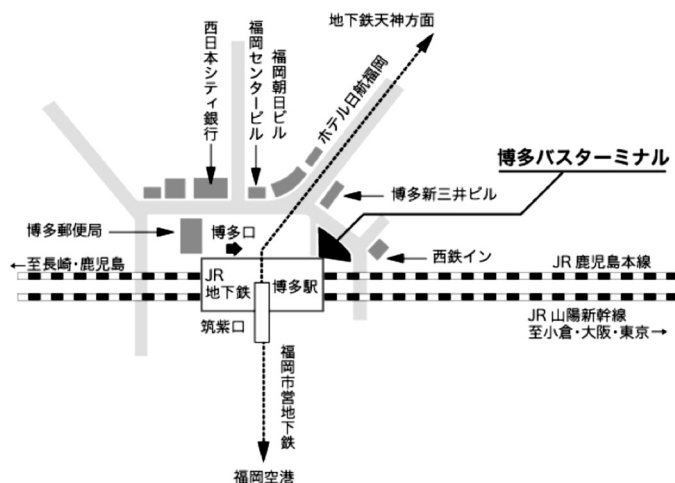 地下鉄天神方面
西日本シティ銀行
福岡センタービル
福岡朝日ビル
ホテル日航福岡
博多バスターミナル
博多新三井ビル
博多郵便局
博多口
西鉄イン
←至長崎・鹿児島
JR
地下鉄
博多駅
JR鹿児島本線
筑紫口
JR山陽新幹線
至小倉・大阪・東京→
福岡市営地下鉄
福岡空港